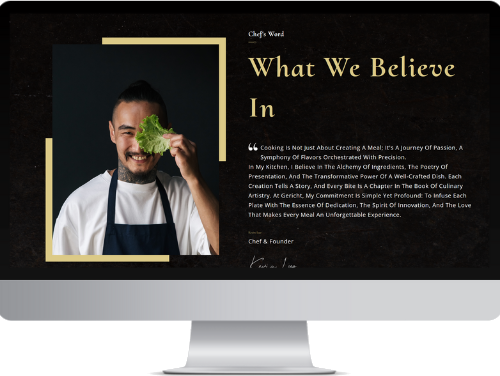 Chef's Word
What We Believe
In
Cooking Is Not Just About Creating A Meal; It's A Journey Of Passion, A
Symphony Of Flavors Orchestrated With Precision.
In My Kitchen, I Believe In The Alchemy Of Ingredients, The Poetry Of
Presentation, And The Transformative Power Of A Well-Crafted Dish. Each
Creation Tells A Story, And Every Bite Is A Chapter In The Book Of Culinary
Artistry. At Gericht, My Commitment Is Simple Yet Profound: To Infuse Each
Plate With The Essence Of Dedication, The Spirit Of Innovation, And The Love
That Makes Every Meal An Unforgettable Experience.
Chef & Founder